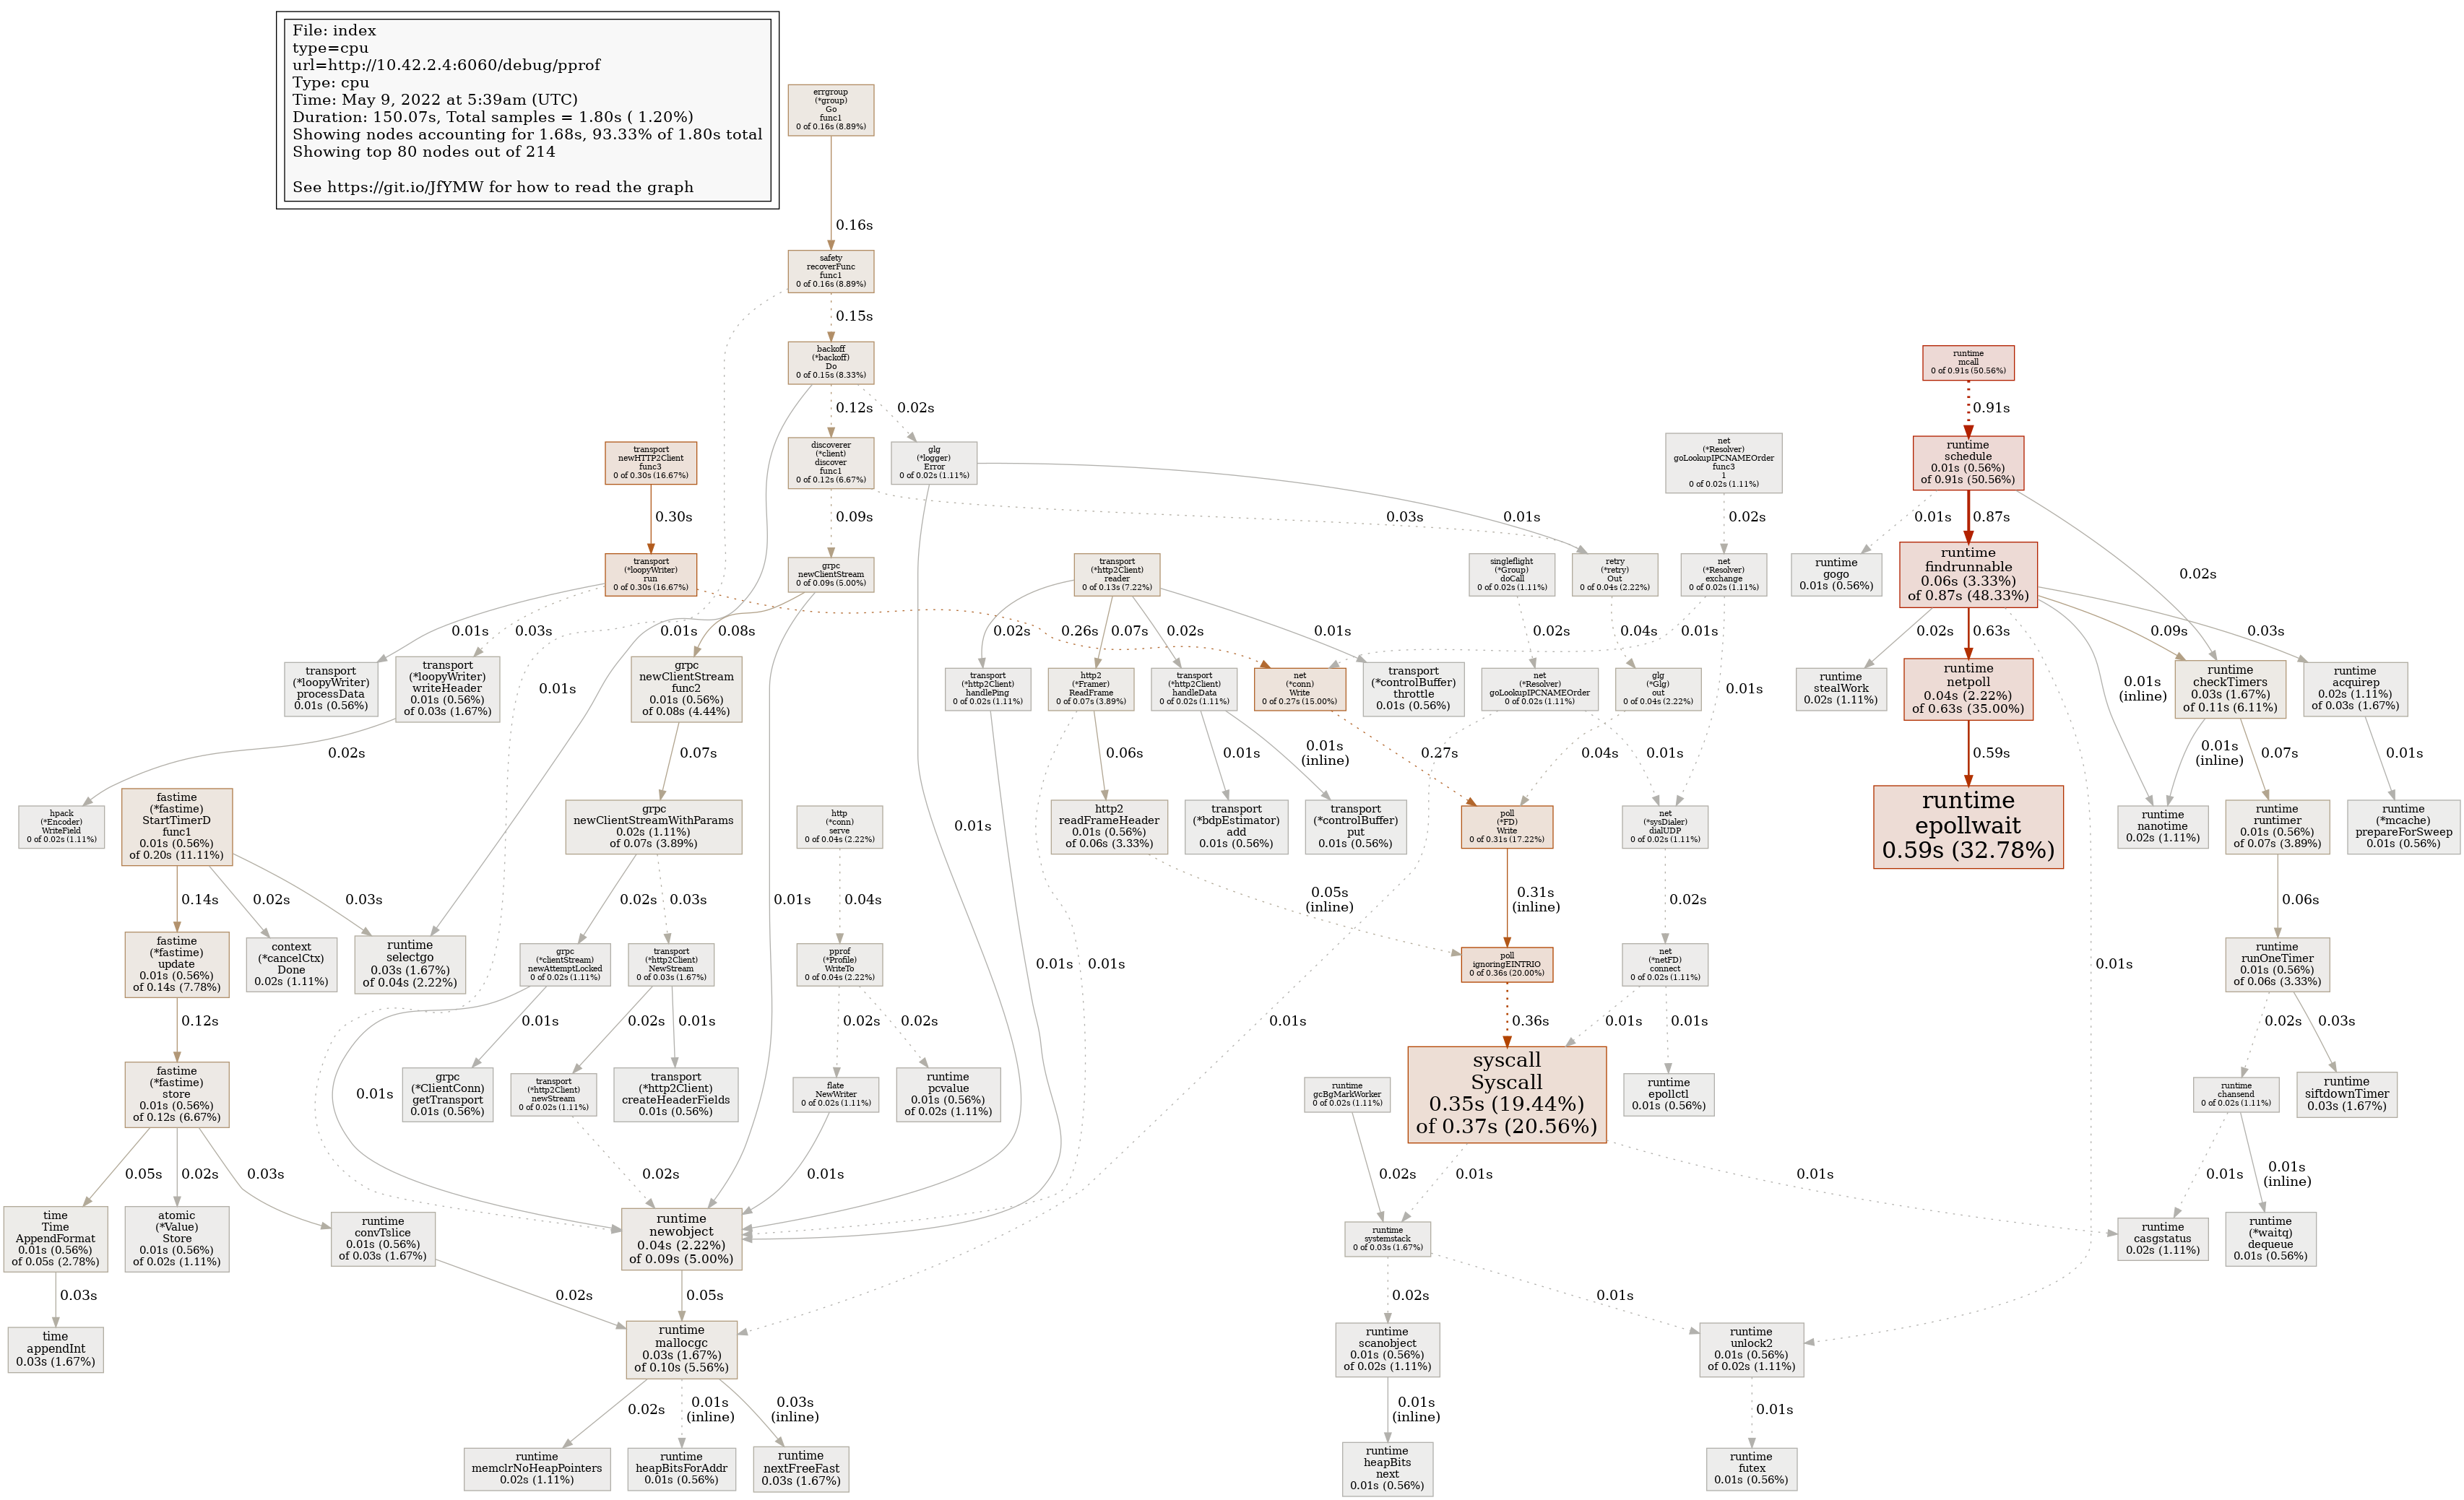 File: index
type=cpu
url=http://10.42.2.4:6060/debug/pprof
Type: cpu
Time: May 9, 2022 at 5:39am (UTC)
Duration: 150.07s, Total samples = 1.80s ( 1.20%)
Showing nodes accounting for 1.68s, 93.33% of 1.80s total
Showing top 80 nodes out of 214
See https://git.io/JfYMW for how to read the graph
errgroup
(*group)
Go
func1
0 of 0.16s (8.89%)
0.16s
safety
recoverFunc
func1
0 of 0.16s (8.89%)
0.15s
backoff
(*backoff)
Do
0 of 0.15s (8.33%)
runtime
mcall
0 of 0.91s (50.56%)
0.12s
0.02s
0.91s
transport
newHTTP2Client
func3
0 of 0.30s (16.67%)
discoverer
(*client)
discover
func1
0 of 0.12s (6.67%)
glg
(*logger)
Error
0 of 0.02s (1.11%)
net
(*Resolver)
goLookupIPCNAMEOrder
func3
1
0 of 0.02s (1.11%)
runtime
schedule
0.01s (0.56%)
of 0.91s (50.56%)
0.30s
0.09s
0.03s
0.01s
0.02s
0.01s
0.87s
transport
(*loopyWriter)
run
0 of 0.30s (16.67%)
grpc
newClientStream
0 of 0.09s (5.00%)
transport
(*http2Client)
reader
0 of 0.13s (7.22%)
singleflight
(*Group)
doCall
0 of 0.02s (1.11%)
retry
(*retry)
Out
0 of 0.04s (2.22%)
net
(*Resolver)
exchange
0 of 0.02s (1.11%)
runtime
gogo
0.01s (0.56%)
runtime
findrunnable
0.06s (3.33%)
of 0.87s (48.33%)
0.02s
0.01s
0.03s
0.01s
0.01s
0.08s
0.02s
0.26s
0.07s
0.02s
0.01s
0.02s
0.04s
0.01s
0.02s
0.63s
0.09s
0.03s
transport
(*loopyWriter)
processData
0.01s (0.56%)
transport
(*loopyWriter)
writeHeader
0.01s (0.56%)
of 0.03s (1.67%)
grpc
newClientStream
func2
0.01s (0.56%)
of 0.08s (4.44%)
transport
(*http2Client)
handlePing
0 of 0.02s (1.11%)
http2
(*Framer)
ReadFrame
0 of 0.07s (3.89%)
transport
(*http2Client)
handleData
0 of 0.02s (1.11%)
net
(*conn)
Write
0 of 0.27s (15.00%)
transport
(*controlBuffer)
throttle
0.01s (0.56%)
net
(*Resolver)
goLookupIPCNAMEOrder
0 of 0.02s (1.11%)
glg
(*Glg)
out
0 of 0.04s (2.22%)
0.01s
runtime
stealWork
0.02s (1.11%)
runtime
netpoll
0.04s (2.22%)
of 0.63s (35.00%)
0.01s
(inline)
runtime
checkTimers
0.03s (1.67%)
of 0.11s (6.11%)
runtime
acquirep
0.02s (1.11%)
of 0.03s (1.67%)
0.02s
0.07s
0.06s
0.01s
0.01s
(inline)
0.27s
0.01s
0.04s
0.59s
0.01s
(inline)
0.07s
0.01s
hpack
(*Encoder)
WriteField
0 of 0.02s (1.11%)
fastime
(*fastime)
StartTimerD
func1
0.01s (0.56%)
of 0.20s (11.11%)
grpc
newClientStreamWithParams
0.02s (1.11%)
of 0.07s (3.89%)
http
(*conn)
serve
0 of 0.04s (2.22%)
0.01s
http2
readFrameHeader
0.01s (0.56%)
of 0.06s (3.33%)
transport
(*bdpEstimator)
add
0.01s (0.56%)
transport
(*controlBuffer)
put
0.01s (0.56%)
poll
(*FD)
Write
0 of 0.31s (17.22%)
net
(*sysDialer)
dialUDP
0 of 0.02s (1.11%)
runtime
epollwait
0.59s (32.78%)
runtime
nanotime
0.02s (1.11%)
runtime
runtimer
0.01s (0.56%)
of 0.07s (3.89%)
runtime
(*mcache)
prepareForSweep
0.01s (0.56%)
0.14s
0.02s
0.03s
0.02s
0.03s
0.01s
0.04s
0.05s
(inline)
0.31s
(inline)
0.02s
0.06s
fastime
(*fastime)
update
0.01s (0.56%)
of 0.14s (7.78%)
context
(*cancelCtx)
Done
0.02s (1.11%)
runtime
selectgo
0.03s (1.67%)
of 0.04s (2.22%)
grpc
(*clientStream)
newAttemptLocked
0 of 0.02s (1.11%)
transport
(*http2Client)
NewStream
0 of 0.03s (1.67%)
pprof
(*Profile)
WriteTo
0 of 0.04s (2.22%)
0.01s
0.01s
poll
ignoringEINTRIO
0 of 0.36s (20.00%)
net
(*netFD)
connect
0 of 0.02s (1.11%)
0.01s
runtime
runOneTimer
0.01s (0.56%)
of 0.06s (3.33%)
0.12s
0.01s
0.02s
0.01s
0.02s
0.02s
0.01s
0.36s
0.01s
0.01s
0.02s
0.03s
fastime
(*fastime)
store
0.01s (0.56%)
of 0.12s (6.67%)
0.01s
grpc
(*ClientConn)
getTransport
0.01s (0.56%)
transport
(*http2Client)
newStream
0 of 0.02s (1.11%)
transport
(*http2Client)
createHeaderFields
0.01s (0.56%)
flate
NewWriter
0 of 0.02s (1.11%)
runtime
pcvalue
0.01s (0.56%)
of 0.02s (1.11%)
runtime
gcBgMarkWorker
0 of 0.02s (1.11%)
syscall
Syscall
0.35s (19.44%)
of 0.37s (20.56%)
runtime
epollctl
0.01s (0.56%)
runtime
chansend
0 of 0.02s (1.11%)
runtime
siftdownTimer
0.03s (1.67%)
0.05s
0.02s
0.03s
0.02s
0.01s
0.02s
0.01s
0.01s
0.01s
0.01s
(inline)
time
Time
AppendFormat
0.01s (0.56%)
of 0.05s (2.78%)
atomic
(*Value)
Store
0.01s (0.56%)
of 0.02s (1.11%)
runtime
convTslice
0.01s (0.56%)
of 0.03s (1.67%)
runtime
newobject
0.04s (2.22%)
of 0.09s (5.00%)
runtime
systemstack
0 of 0.03s (1.67%)
runtime
casgstatus
0.02s (1.11%)
runtime
(*waitq)
dequeue
0.01s (0.56%)
0.03s
0.02s
0.05s
0.02s
0.01s
time
appendInt
0.03s (1.67%)
runtime
mallocgc
0.03s (1.67%)
of 0.10s (5.56%)
runtime
scanobject
0.01s (0.56%)
of 0.02s (1.11%)
runtime
unlock2
0.01s (0.56%)
of 0.02s (1.11%)
0.02s
0.01s
(inline)
0.03s
(inline)
0.01s
(inline)
0.01s
runtime
memclrNoHeapPointers
0.02s (1.11%)
runtime
heapBitsForAddr
0.01s (0.56%)
runtime
nextFreeFast
0.03s (1.67%)
runtime
heapBits
next
0.01s (0.56%)
runtime
futex
0.01s (0.56%)